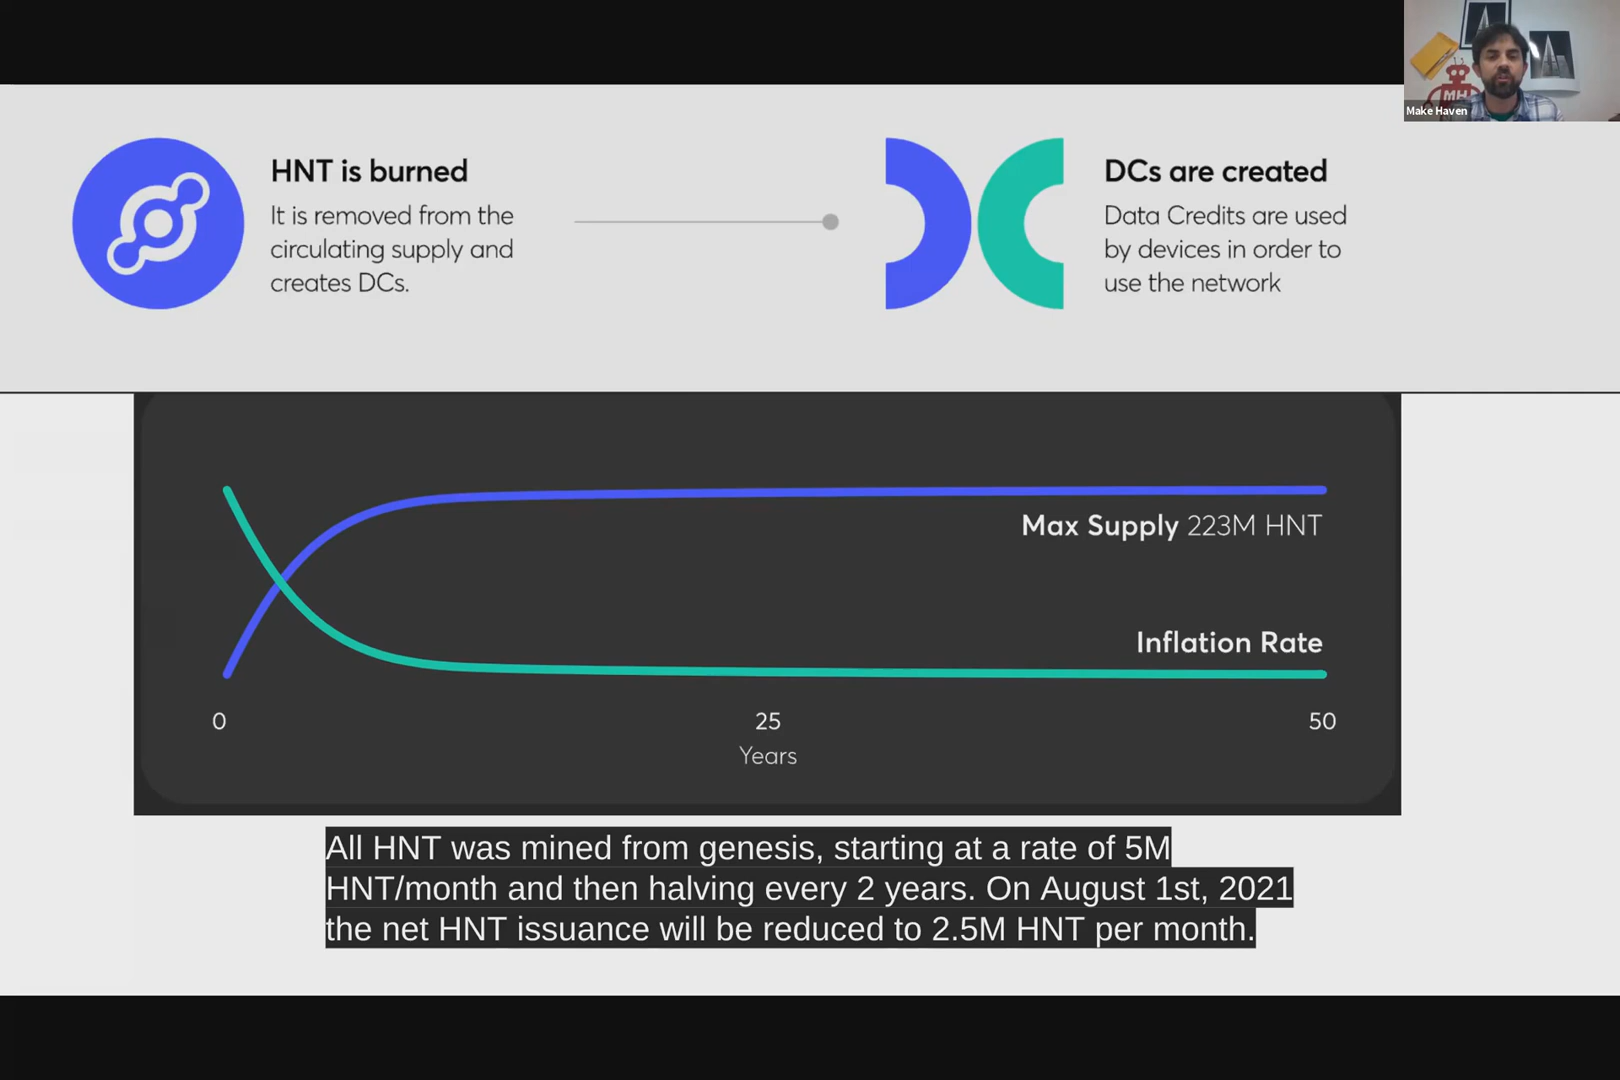 Make Haven
MH
HNT is burned
It is removed from the
circulating supply and
creates DCs.
DCs are created
Data Credits are used
by devices in order to
use the network
Max Supply 223M HNT
Inflation Rate
0
25
50
Years
All HNT was mined from genesis, starting at a rate of 5M
HNT/month and then halving every 2 years. On August 1st, 2021
the net HNT issuance will be reduced to 2.5M HNT per month.